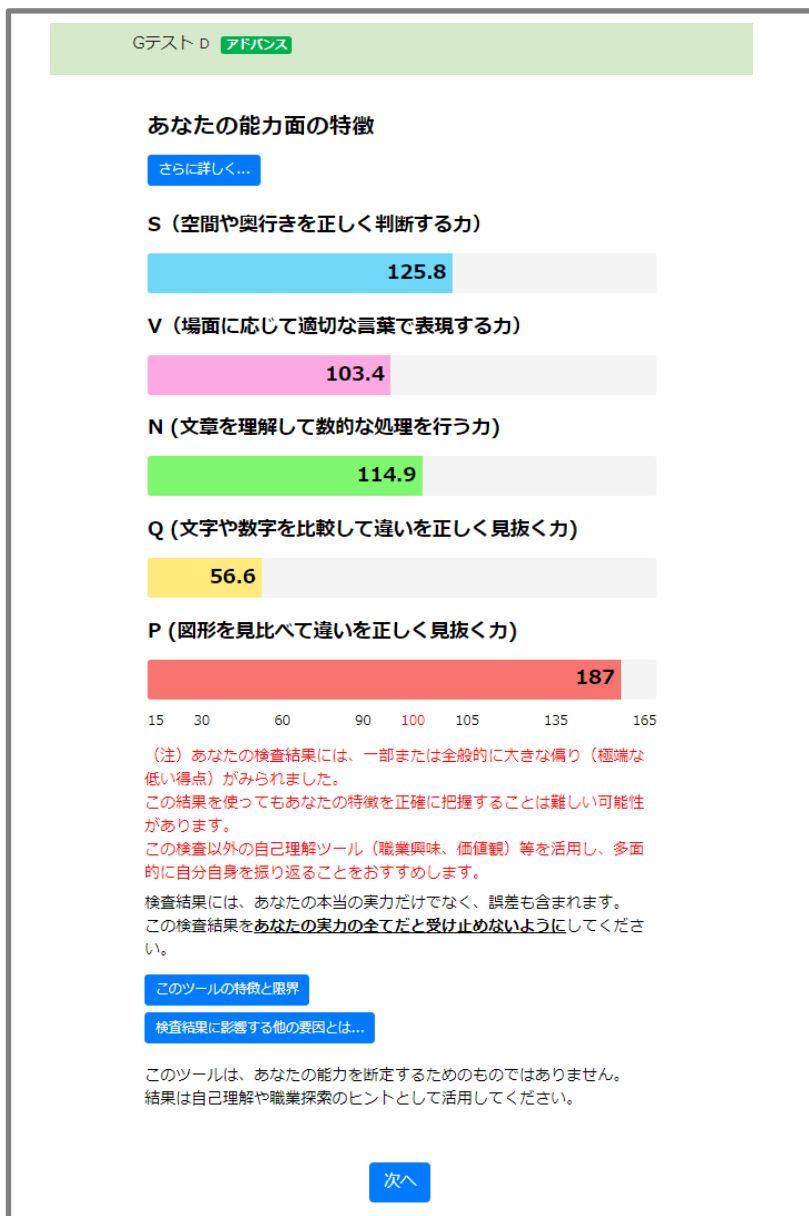 Gテスト D アドバンス
あなたの能力面の特徴
さらに詳しく...
S（空間や奥行きを正しく判断する力）
125.8
V（場面に応じて適切な言葉で表現する力）
103.4
N (文章を理解して数的な処理を行う力)
114.9
Q (文字や数字を比較して違いを正しく見抜く力)
56.6
P (図形を見比べて違いを正しく見抜く力)
187
15 30 60 90 100 105 135 165
（注）あなたの検査結果には、一部または全般的に大きな偏り（極端な
低い得点）がみられました。
この結果を使ってもあなたの特徴を正確に把握することは難しい可能性
があります。
この検査以外の自己理解ツール（職業興味、価値観）等を活用し、多面
的に自分自身を振り返ることをおすすめします。
検査結果には、あなたの本当の実力だけでなく、誤差も含まれます。
この検査結果をあなたの実力の全てだと受け止めないようにしてくださ
い。
このツールの特徴と限界
検査結果に影響する他の要因とは...
このツールは、あなたの能力を断定するためのものではありません。
結果は自己理解や職業探索のヒントとして活用してください。
次へ